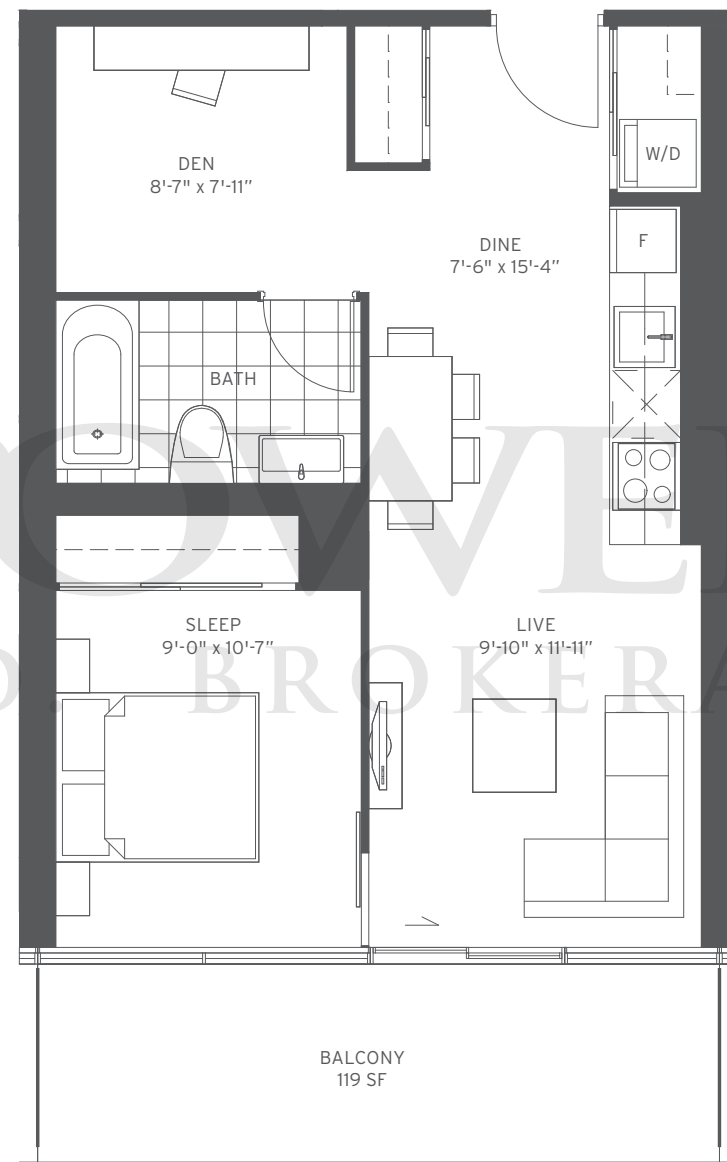 W/D
DEN
8'-7" x 7'-11"
F
DINE
7'-6" x 15'-4"
BATH
SLEEP
9'-0" x 10'-7"
LIVE
9'-10" x 11'-11"
BALCONY
119 SF